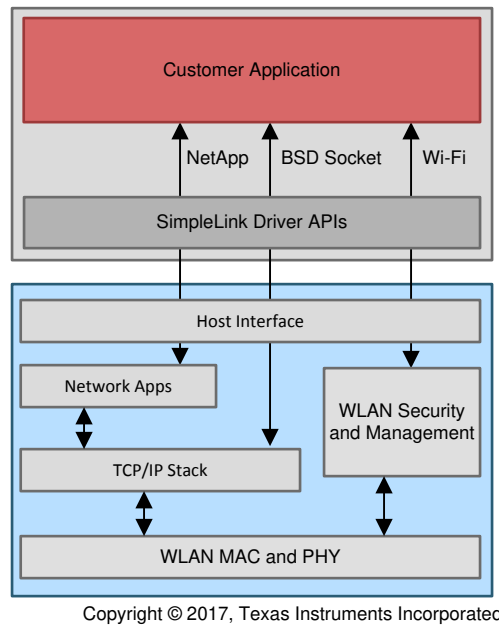 Customer Application
NetApp
BSD Socket
Wi-Fi
SimpleLink Driver APIs
Host Interface
Network Apps
WLAN Security
and Management
TCP/IP Stack
WLAN MAC and PHY
Copyright © 2017, Texas Instruments Incorporated